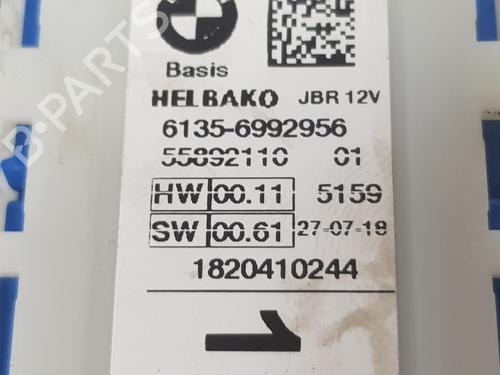 Basis
HELBAKO JBR 12V
6135-6992956
55892110 01
HW 00.11 5159
SW 00.61 27-07-18
1820410244
1